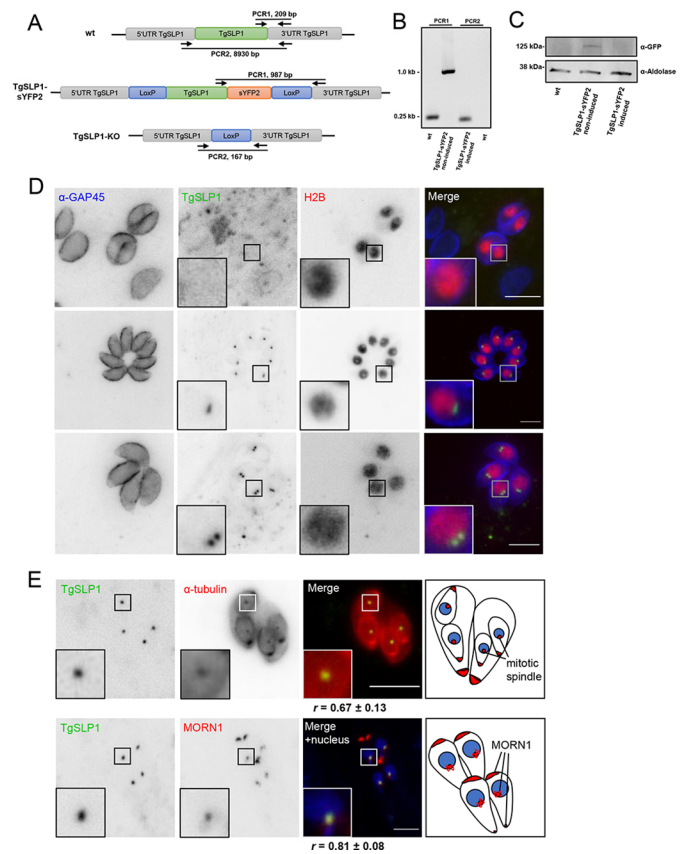 A
wt
PCR1, 209 bp
5'UTR TgSLP1
TgSLP1
3'UTR TgSLP1
PCR2, 8930 bp
TgSLP1-
sYFP2
PCR1, 987 bp
5'UTR TgSLP1
LoxP
TgSLP1
sYFP2
LoxP
3'UTR TgSLP1
TgSLP1-KO
5'UTR TgSLP1
LoxP
3'UTR TgSLP1
PCR2, 167 bp
B
PCR1
PCR2
1.0 kb
0.25 kb
wt
TgSLP1-sYFP2
non-induced
TgSLP1-sYFP2
induced
wt
C
125 kDa
α-GFP
38 kDa
α-Aldolase
wt
TgSLP1-sYFP2
non-induced
TgSLP1-sYFP2
induced
D
α-GAP45
TgSLP1
H2B
Merge
E
TgSLP1
α-tubulin
Merge
mitotic
spindle
r = 0.67 ± 0.13
TgSLP1
MORN1
Merge
+nucleus
MORN1
r = 0.81 ± 0.08